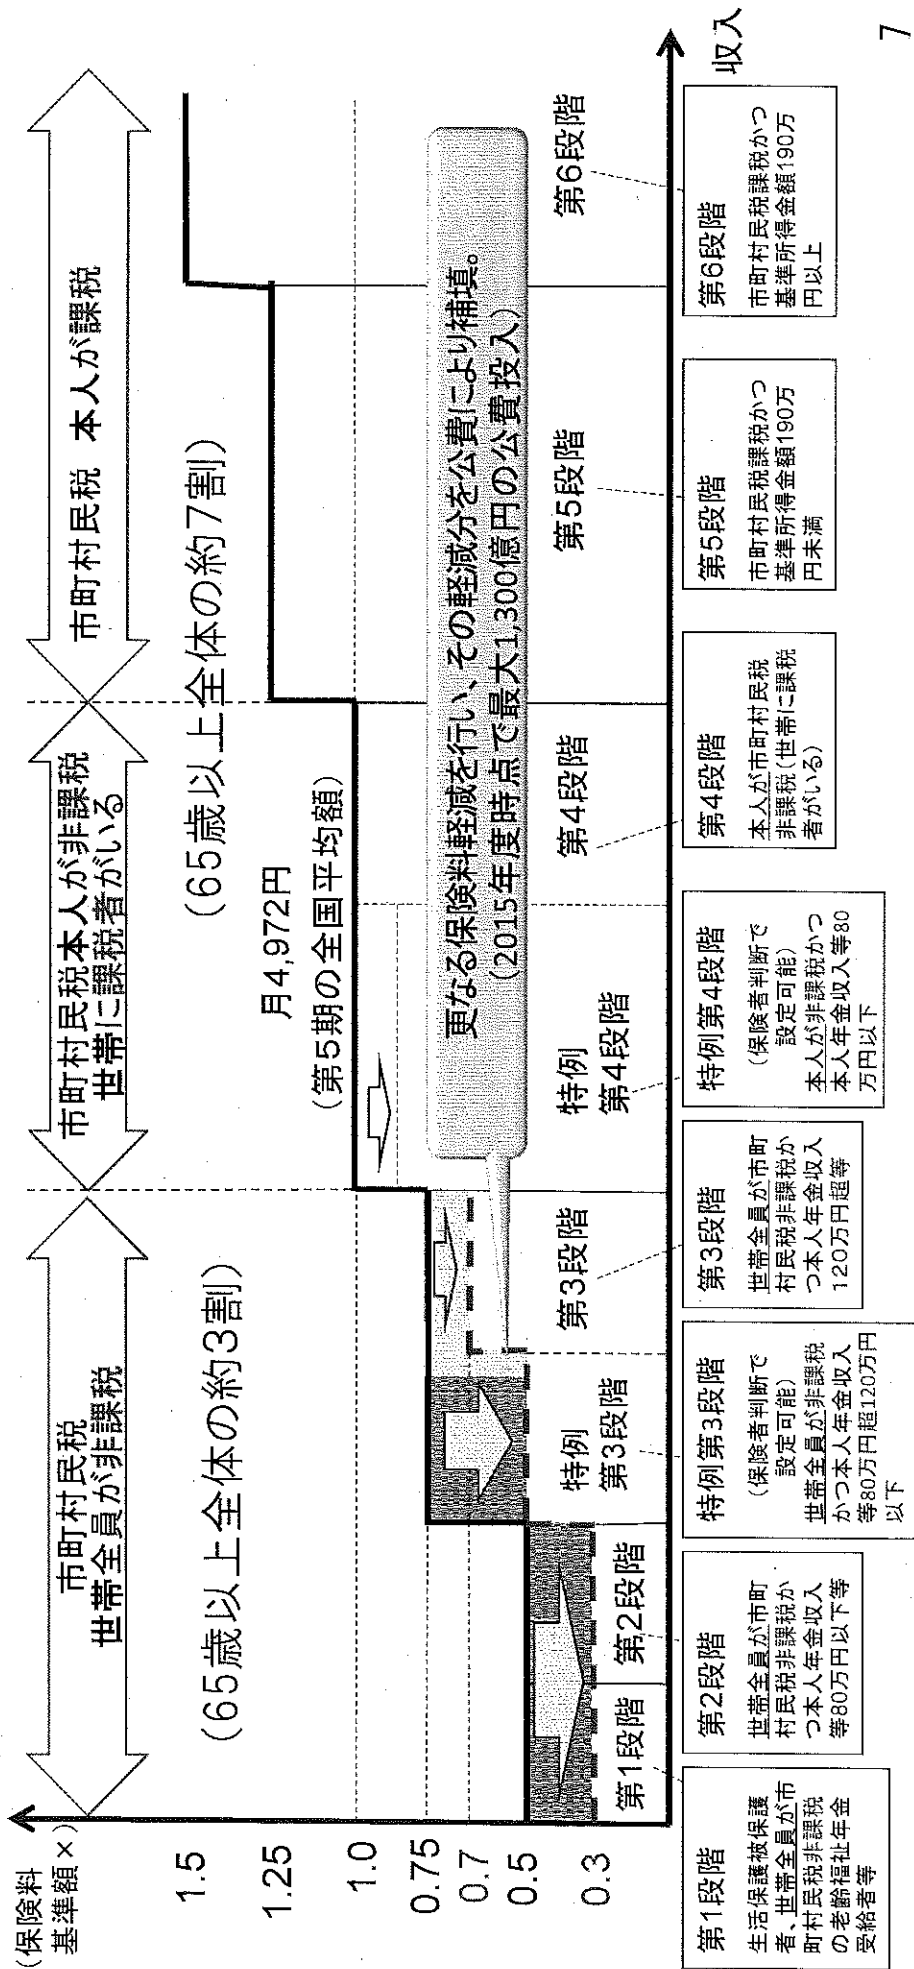 (保険料
基準額×)
1.5
1.25
1.0
0.75
0.7
0.5
0.3
市町村民税
世帯全員が非課税
市町村民税本人が非課税
世帯に課税者がいる
市町村民税 本人が課税
(65歳以上全体の約3割)
(65歳以上全体の約7割)
月4,972円
(第5期の全国平均額)
更なる保険料軽減を行い、その軽減分を公費により補填。
(2015年度時点で最大1,300億円の公費投入)
第1段階
第2段階
特例
第3段階
第3段階
特例
第4段階
第4段階
第5段階
第6段階
収入
第1段階
生活保護被保護
者、世帯全員が市
町村民税非課税
の老齢福祉年金
受給者等
第2段階
世帯全員が市町
村民税非課税か
つ本人年金収入
等80万円以下等
特例第3段階
(保険者判断で
設定可能)
世帯全員が非課税
かつ本人年金収入
等80万円超120万円
以下
第3段階
世帯全員が市町
村民税非課税か
つ本人年金収入
120万円超等
特例第4段階
(保険者判断で
設定可能)
本人が非課税かつ
本人年金収入等80
万円以下
第4段階
本人が市町村民税
非課税(世帯に課税
者がいる)
第5段階
市町村民税課税かつ
基準所得金額190万
円未満
第6段階
市町村民税課税かつ
基準所得金額190万
円以上
7